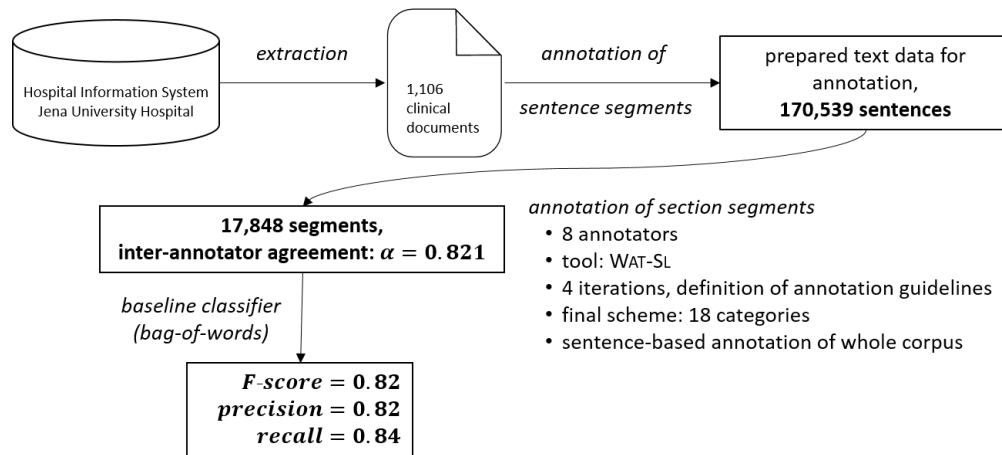 Hospital Information System
Jena University Hospital
extraction
1,106
clinical
documents
annotation of
sentence segments
prepared text data for
annotation,
170,539 sentences
17,848 segments,
inter-annotator agreement: α = 0.821
annotation of section segments
• 8 annotators
• tool: WAT-SL
• 4 iterations, definition of annotation guidelines
• final scheme: 18 categories
• sentence-based annotation of whole corpus
baseline classifier
(bag-of-words)
F-score = 0.82
precision = 0.82
recall = 0.84